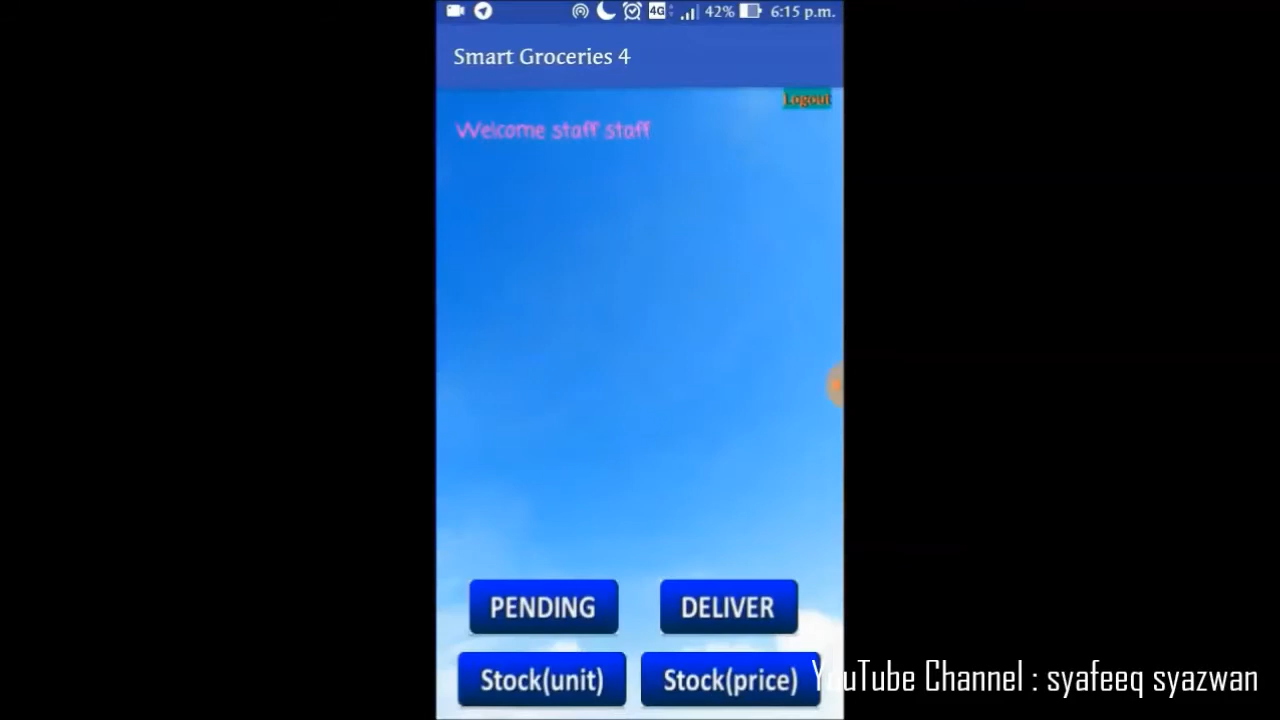 4G 42% 6:15 p.m.
Smart Groceries 4
Logout
Welcome staff staff
PENDING DELIVER
Stock(unit) Stock(price)
YouTube Channel : syafeeq syazwan